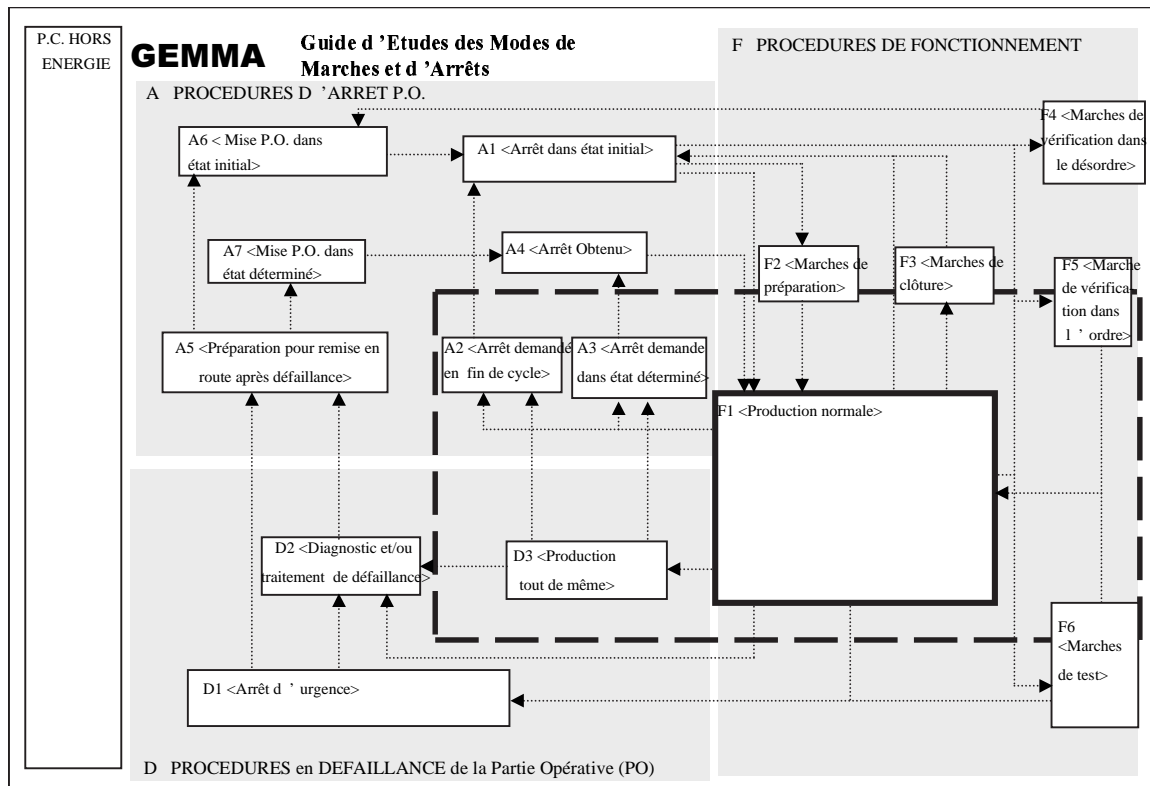 P.C. HORS
ENERGIE
GEMMA
Guide d ’Etudes des Modes de
Marches et d ’Arrêts
F PROCEDURES DE FONCTIONNEMENT
A PROCEDURES D ’ARRET P.O.
A6 < Mise P.O. dans
état initial>
A1 <Arrêt dans état initial>
F4 <Marches de
vérification dans
le désordre>
A7 <Mise P.O. dans
état déterminé>
A4 <Arrêt Obtenu>
F2 <Marches de
préparation>
F3 <Marches de
clôture>
F5 <Marche
de vérifica-
tion dans
l ’ ordre>
A5 <Préparation pour remise en
route après défaillance>
A2 <Arrêt demandé
en fin de cycle>
A3 <Arrêt demande
dans état déterminé>
F1 <Production normale>
D2 <Diagnostic et/ou
traitement de défaillance>
D3 <Production
tout de même>
F6
<Marches
de test>
D1 <Arrêt d ’ urgence>
D PROCEDURES en DEFAILLANCE de la Partie Opérative (PO)